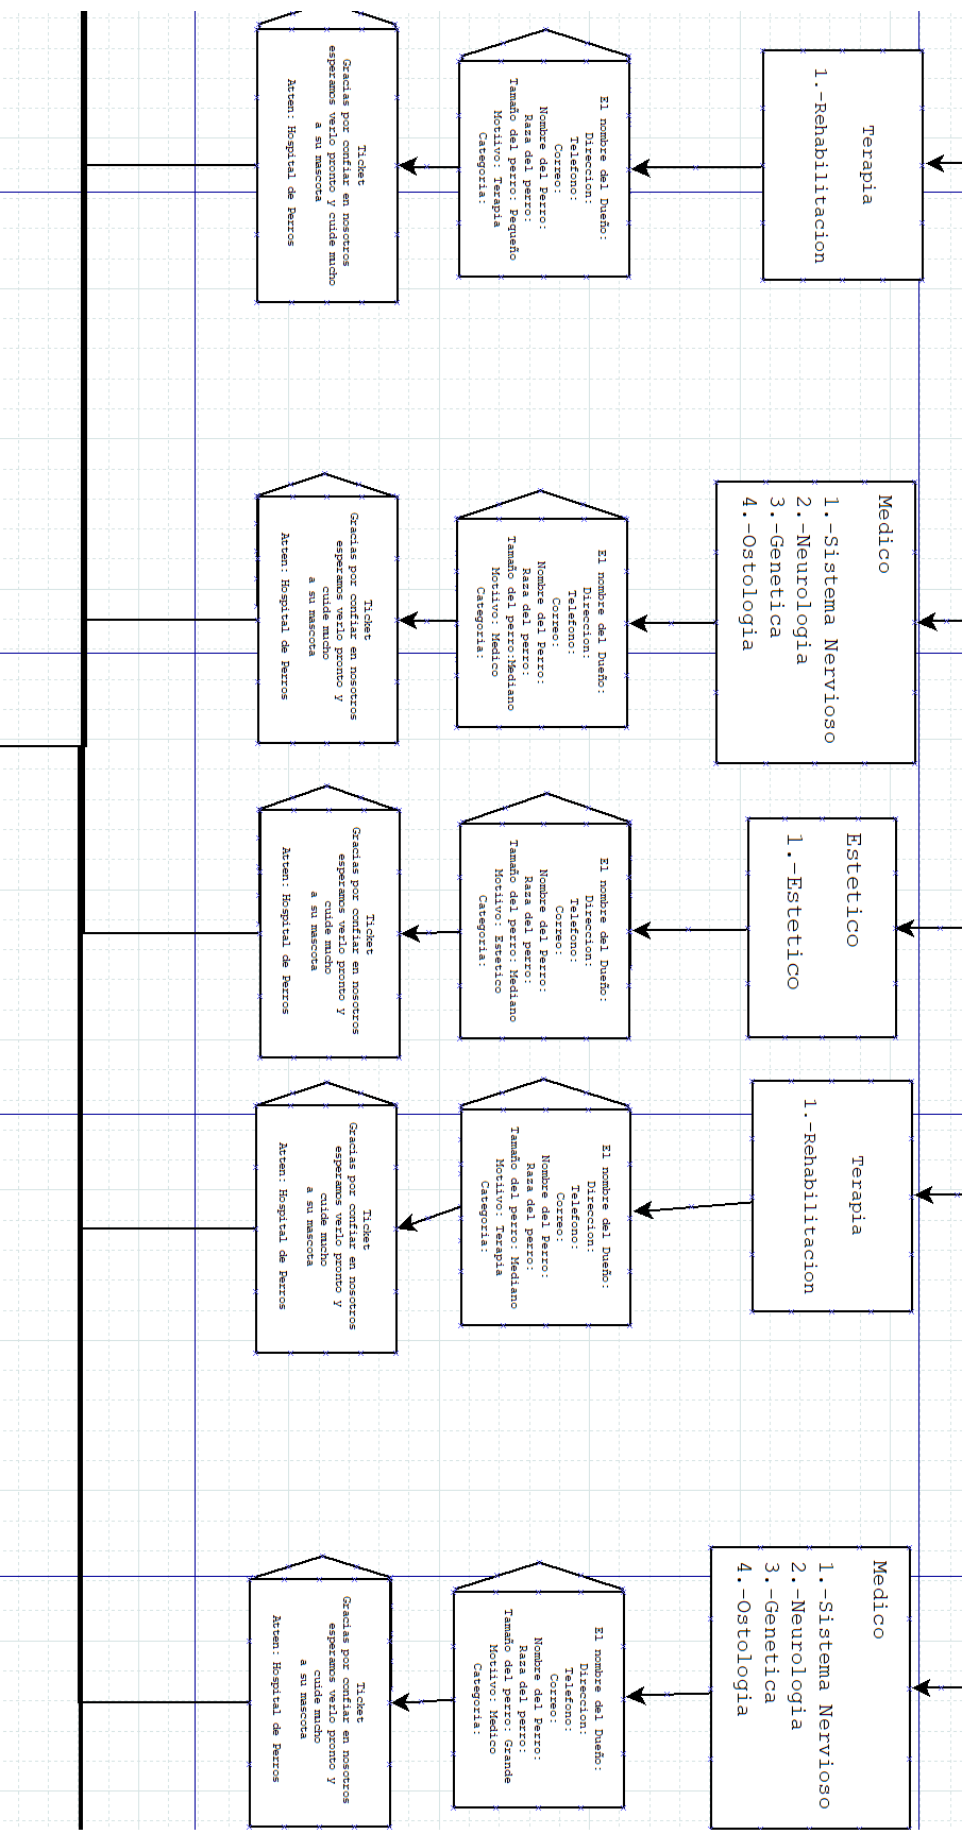 Terapia
1.-Rehabilitacion
El nombre del Dueño:
Direccion:
Telefono:
Correo:
Nombre del Perro:
Raza del perro:
Tamaño del perro: Pequeño
Motiivo: Terapia
Categoria:
Ticket
Gracias por confiar en nosotros
esperamos verlo pronto y cuide mucho
a su mascota
Atten: Hospital de Perros
Medico
1.-Sistema Nervioso
2.-Neurologia
3.-Genetica
4.-Ostologia
El nombre del Dueño:
Direccion:
Telefono:
Correo:
Nombre del Perro:
Raza del perro:
Tamaño del perro:Mediano
Motiivo: Medico
Categoria:
Ticket
Gracias por confiar en nosotros
esperamos verlo pronto y
cuide mucho
a su mascota
Atten: Hospital de Perros
Estetico
1.-Estetico
El nombre del Dueño:
Direccion:
Telefono:
Correo:
Nombre del Perro:
Raza del perro:
Tamaño del perro: Mediano
Motiivo: Estetico
Categoria:
Ticket
Gracias por confiar en nosotros
esperamos verlo pronto y
cuide mucho
a su mascota
Atten: Hospital de Perros
Terapia
1.-Rehabilitacion
El nombre del Dueño:
Direccion:
Telefono:
Correo:
Nombre del Perro:
Raza del perro:
Tamaño del perro: Mediano
Motiivo: Terapia
Categoria:
Ticket
Gracias por confiar en nosotros
esperamos verlo pronto y
cuide mucho
a su mascota
Atten: Hospital de Perros
Medico
1.-Sistema Nervioso
2.-Neurologia
3.-Genetica
4.-Ostologia
El nombre del Dueño:
Direccion:
Telefono:
Correo:
Nombre del Perro:
Raza del perro:
Tamaño del perro: Grande
Motiivo: Medico
Categoria:
Ticket
Gracias por confiar en nosotros
esperamos verlo pronto y
cuide mucho
a su mascota
Atten: Hospital de Perros